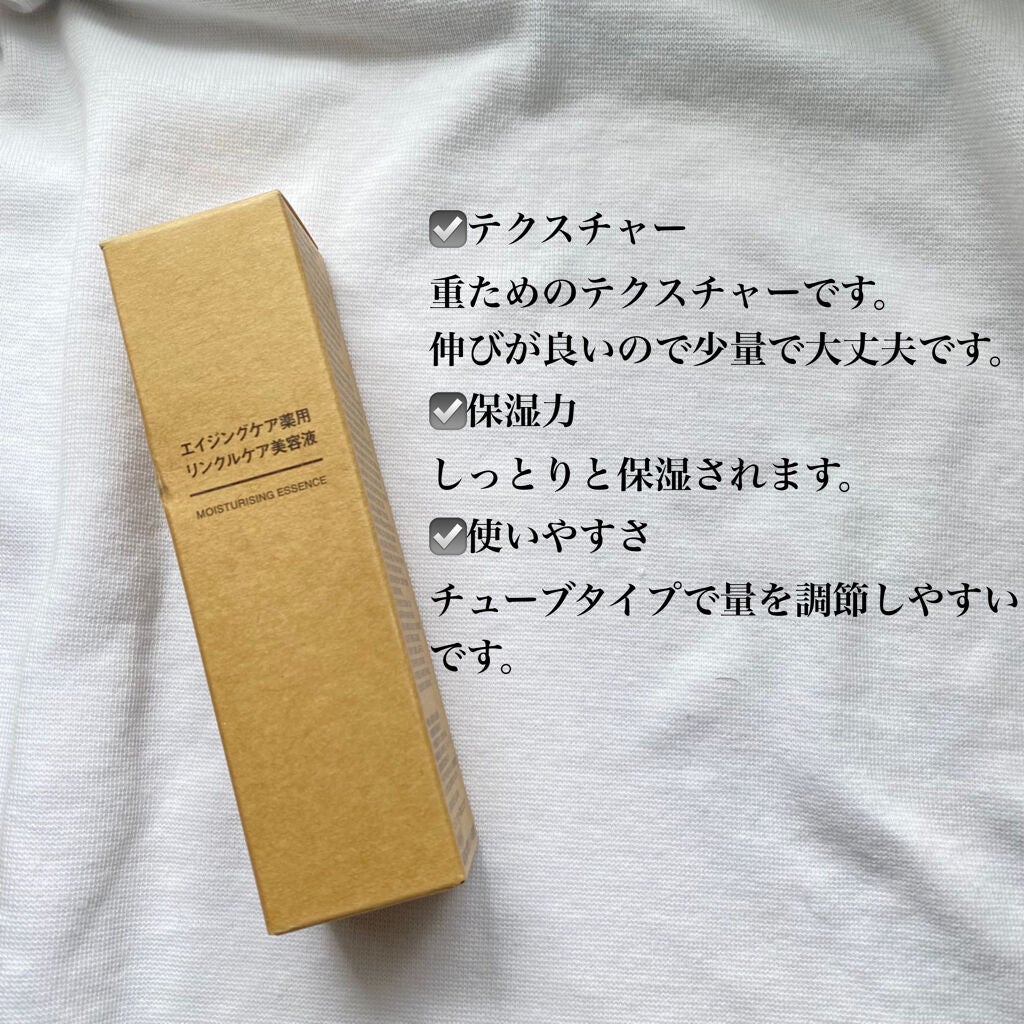 エイジングケア薬用
リンクルケア美容液
MOISTURISING ESSENCE
☑テクスチャー
重ためのテクスチャーです。
伸びが良いので少量で大丈夫です。
☑保湿力
しっとりと保湿されます。
☑使いやすさ
チューブタイプで量を調節しやすい
です。